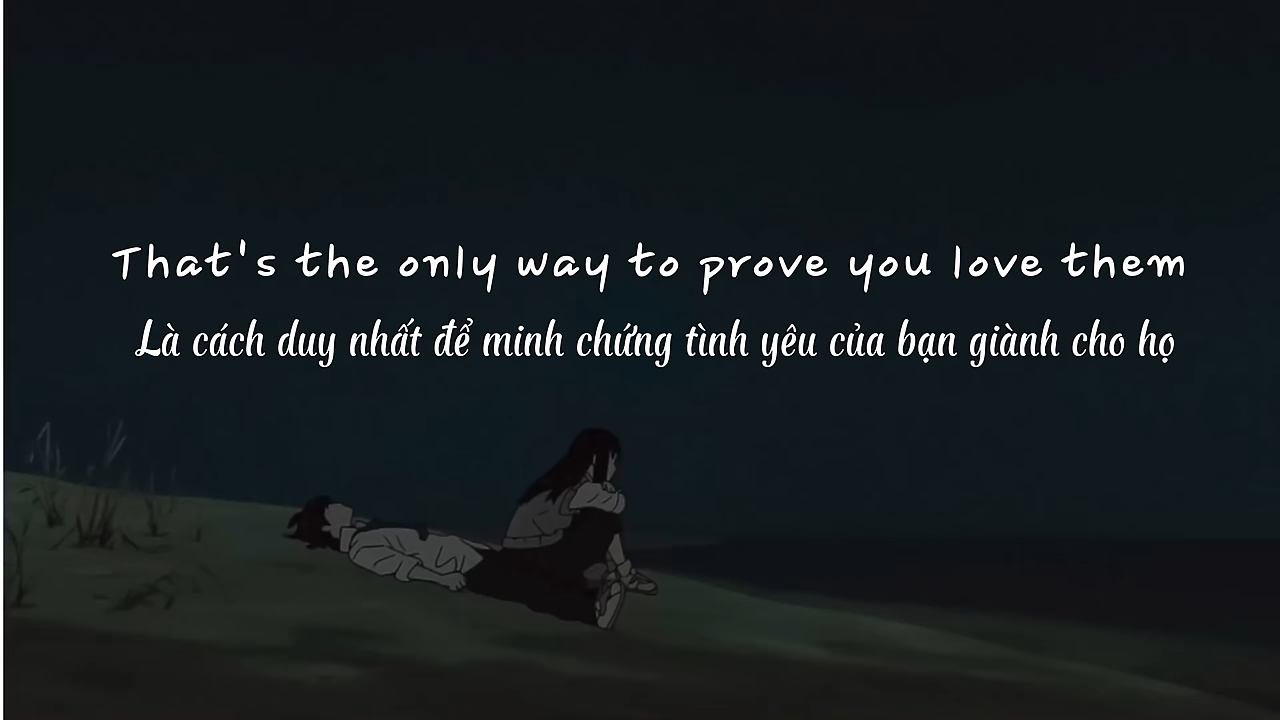 That's the only way to prove you love them
Là cách duy nhất để minh chứng tình yêu của bạn giành cho họ